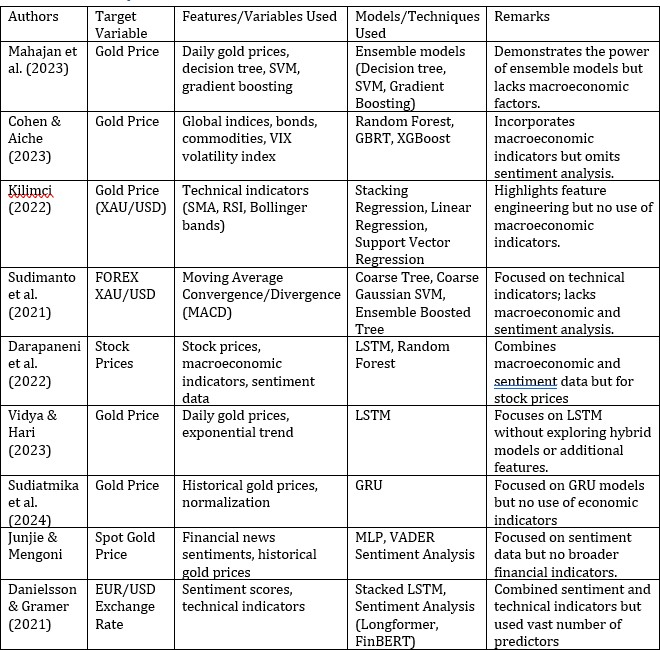 Authors
Target
Variable
Features/Variables Used
Models/Techniques
Used
Remarks
Mahajan et
al. (2023)
Gold Price
Daily gold prices,
decision tree, SVM,
gradient boosting
Ensemble models
(Decision tree,
SVM, Gradient
Boosting)
Demonstrates the power
of ensemble models but
lacks macroeconomic
factors.
Cohen &
Aiche
(2023)
Gold Price
Global indices, bonds,
commodities, VIX
volatility index
Random Forest,
GBRT, XGBoost
Incorporates
macroeconomic
indicators but omits
sentiment analysis.
Kilimci
(2022)
Gold Price
(XAU/USD)
Technical indicators
(SMA, RSI, Bollinger
bands)
Stacking
Regression, Linear
Regression,
Support Vector
Regression
Highlights feature
engineering but no use of
macroeconomic
indicators.
Sudimanto
et al.
(2021)
FOREX
XAU/USD
Moving Average
Convergence/Divergence
(MACD)
Coarse Tree, Coarse
Gaussian SVM,
Ensemble Boosted
Tree
Focused on technical
indicators; lacks
macroeconomic and
sentiment analysis.
Darapaneni
et al.
(2022)
Stock
Prices
Stock prices,
macroeconomic
indicators, sentiment
data
LSTM, Random
Forest
Combines
macroeconomic and
sentiment data but for
stock prices
Vidya &
Hari
(2023)
Gold Price
Daily gold prices,
exponential trend
LSTM
Focuses on LSTM
without exploring hybrid
models or additional
features.
Sudiatmika
et al.
(2024)
Gold Price
Historical gold prices,
normalization
GRU
Focused on GRU models
but no use of economic
indicators
Junjie &
Mengoni
Spot Gold
Price
Financial news
sentiments, historical
gold prices
MLP, VADER
Sentiment Analysis
Focused on sentiment
data but no broader
financial indicators.
Danielsson
& Gramer
(2021)
EUR/USD
Exchange
Rate
Sentiment scores,
technical indicators
Stacked LSTM,
Sentiment Analysis
(Longformer,
FinBERT)
Combined sentiment and
technical indicators but
used vast number of
predictors